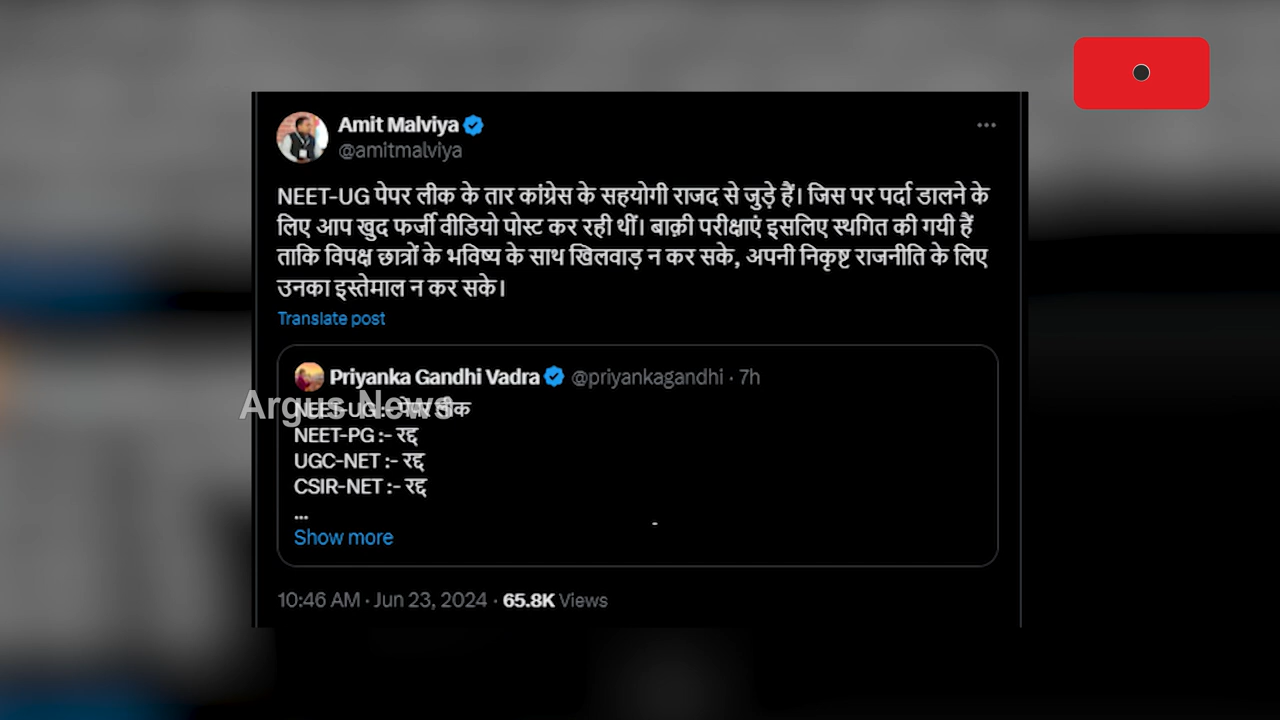 Amit Malviya
@amitmalviya
NEET-UG पेपर लीक के तार कांग्रेस के सहयोगी राजद से जुड़े हैं। जिस पर पर्दा डालने के
लिए आप खुद फर्जी वीडियो पोस्ट कर रही थीं। बाक़ी परीक्षाएं इसलिए स्थगित की गयी हैं
ताकि विपक्ष छात्रों के भविष्य के साथ खिलवाड़ न कर सके, अपनी निकृष्ट राजनीति के लिए
उनका इस्तेमाल न कर सके।
Translate post
Priyanka Gandhi Vadra @priyankagandhi · 7h
Argus News
NEET-UG :- पेपर लीक
NEET-PG :- रद्द
UGC-NET :- रद्द
CSIR-NET :- रद्द
...
Show more
10:46 AM · Jun 23, 2024 · 65.8K Views